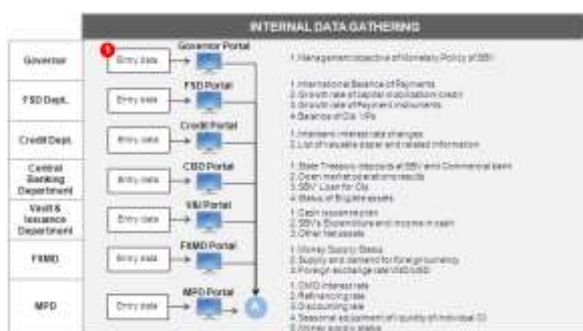 INTERNAL DATA GATHERING
Governor
1
Entry data
Governor Portal
1. Management objective of Monetary Policy of SBV
FSD Dept.
Entry data
FSD Portal
1. International Balance of Payments
2. Growth rate of capital mobilization/credit
3. Growth rate of Payment instruments
4. Balance of CIs' VPs
Credit Dept.
Entry data
Credit Portal
1. Interbank interest rate changes
2. List of valuable paper and related information
Central
Banking
Department
Entry data
CBD Portal
1. State Treasury deposits at SBV and Commercial bank
2. Open market operations results
3. SBV' Loan for CIs
4. Status of Eligible assets
Vault &
Issuance
Department
Entry data
V&I Portal
1. Cash issuance plan
2. SBV's Expenditure and income in cash
3. Other Net assets
FXMD
Entry data
FXMD Portal
1. Money Supply Status
2. Supply and demand for foreign currency
3. Foreign exchange rate VND/USD
MPD
Entry data
MPD Portal
A
1. OMO interest rate
2. Refinancing rate
3. Discounting rate
4. Seasonal adjustment of liquidity of individual CI
5. Money supply status